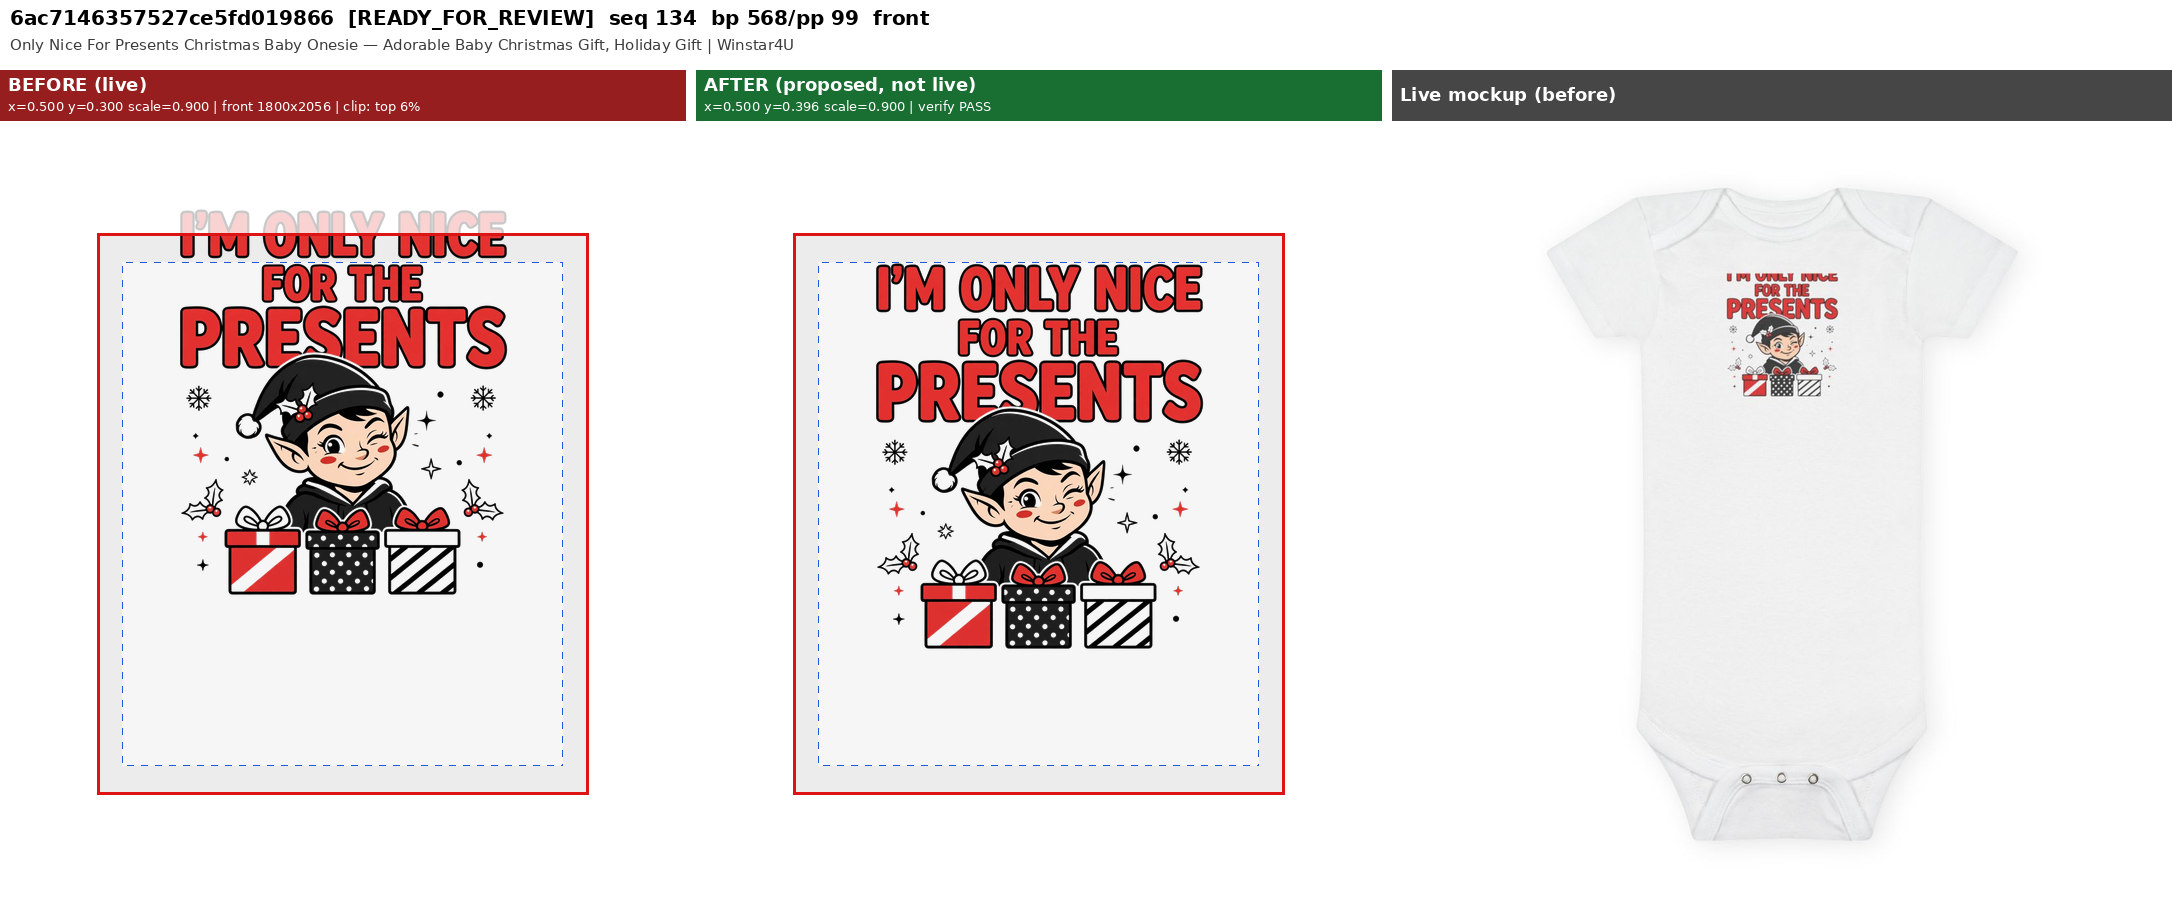 6ac7146357527ce5fd019866 [READY_FOR_REVIEW] seq 134 bp 568/pp 99 front
Only Nice For Presents Christmas Baby Onesie — Adorable Baby Christmas Gift, Holiday Gift | Winstar4U
BEFORE (live)
x=0.500 y=0.300 scale=0.900 | front 1800x2056 | clip: top 6%
AFTER (proposed, not live)
x=0.500 y=0.396 scale=0.900 | verify PASS
Live mockup (before)
I'M ONLY NICE
FOR THE
PRESENTS
I'M ONLY NICE
FOR THE
PRESENTS
I'M ONLY NICE
FOR THE
PRESENTS